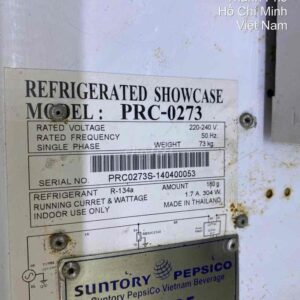 Thành Phố
Hồ Chí Minh
Việt Nam
REFRIGERATED SHOWCASE
MODEL: PRC-0273
RATED VOLTAGE 220-240 V.
RATED FREQUENCY 50 Hz.
SINGLE PHASE WEIGHT 73 kg
SERIAL NO. PRC0273S-140400053
REFRIGERANT R-134a AMOUNT 180 g.
RUNNING CURRET & WATTAGE 1.7 A. 304 W.
INDOOR USE ONLY MADE IN THAILAND
SUNTORY PEPSICO
Suntory PepsiCo Vietnam Beverage